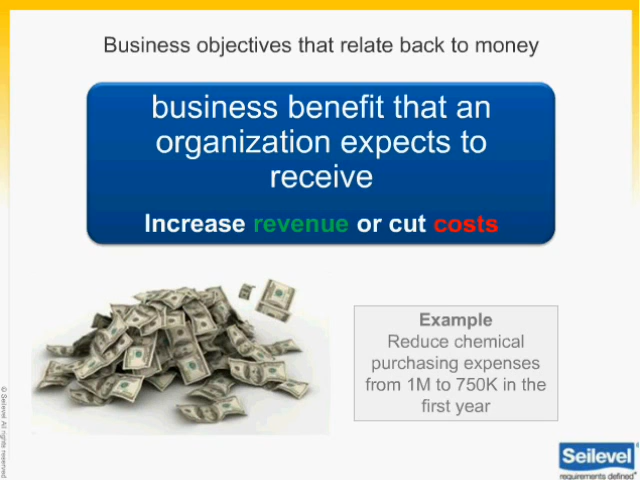 Business objectives that relate back to money
business benefit that an
organization expects to
receive
Increase revenue or cut costs
Example
Reduce chemical
purchasing expenses
from 1M to 750K in the
first year
© Seilevel All rights reserved
Seilevel
requirements defined